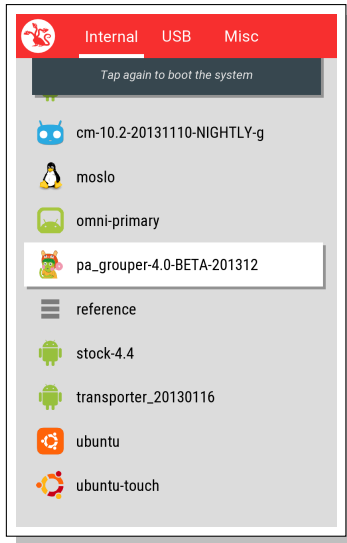 Internal USB Misc
Tap again to boot the system
cm-10.2-20131110-NIGHTLY-g
moslo
omni-primary
pa_grouper-4.0-BETA-201312
reference
stock-4.4
transporter_20130116
ubuntu
ubuntu-touch